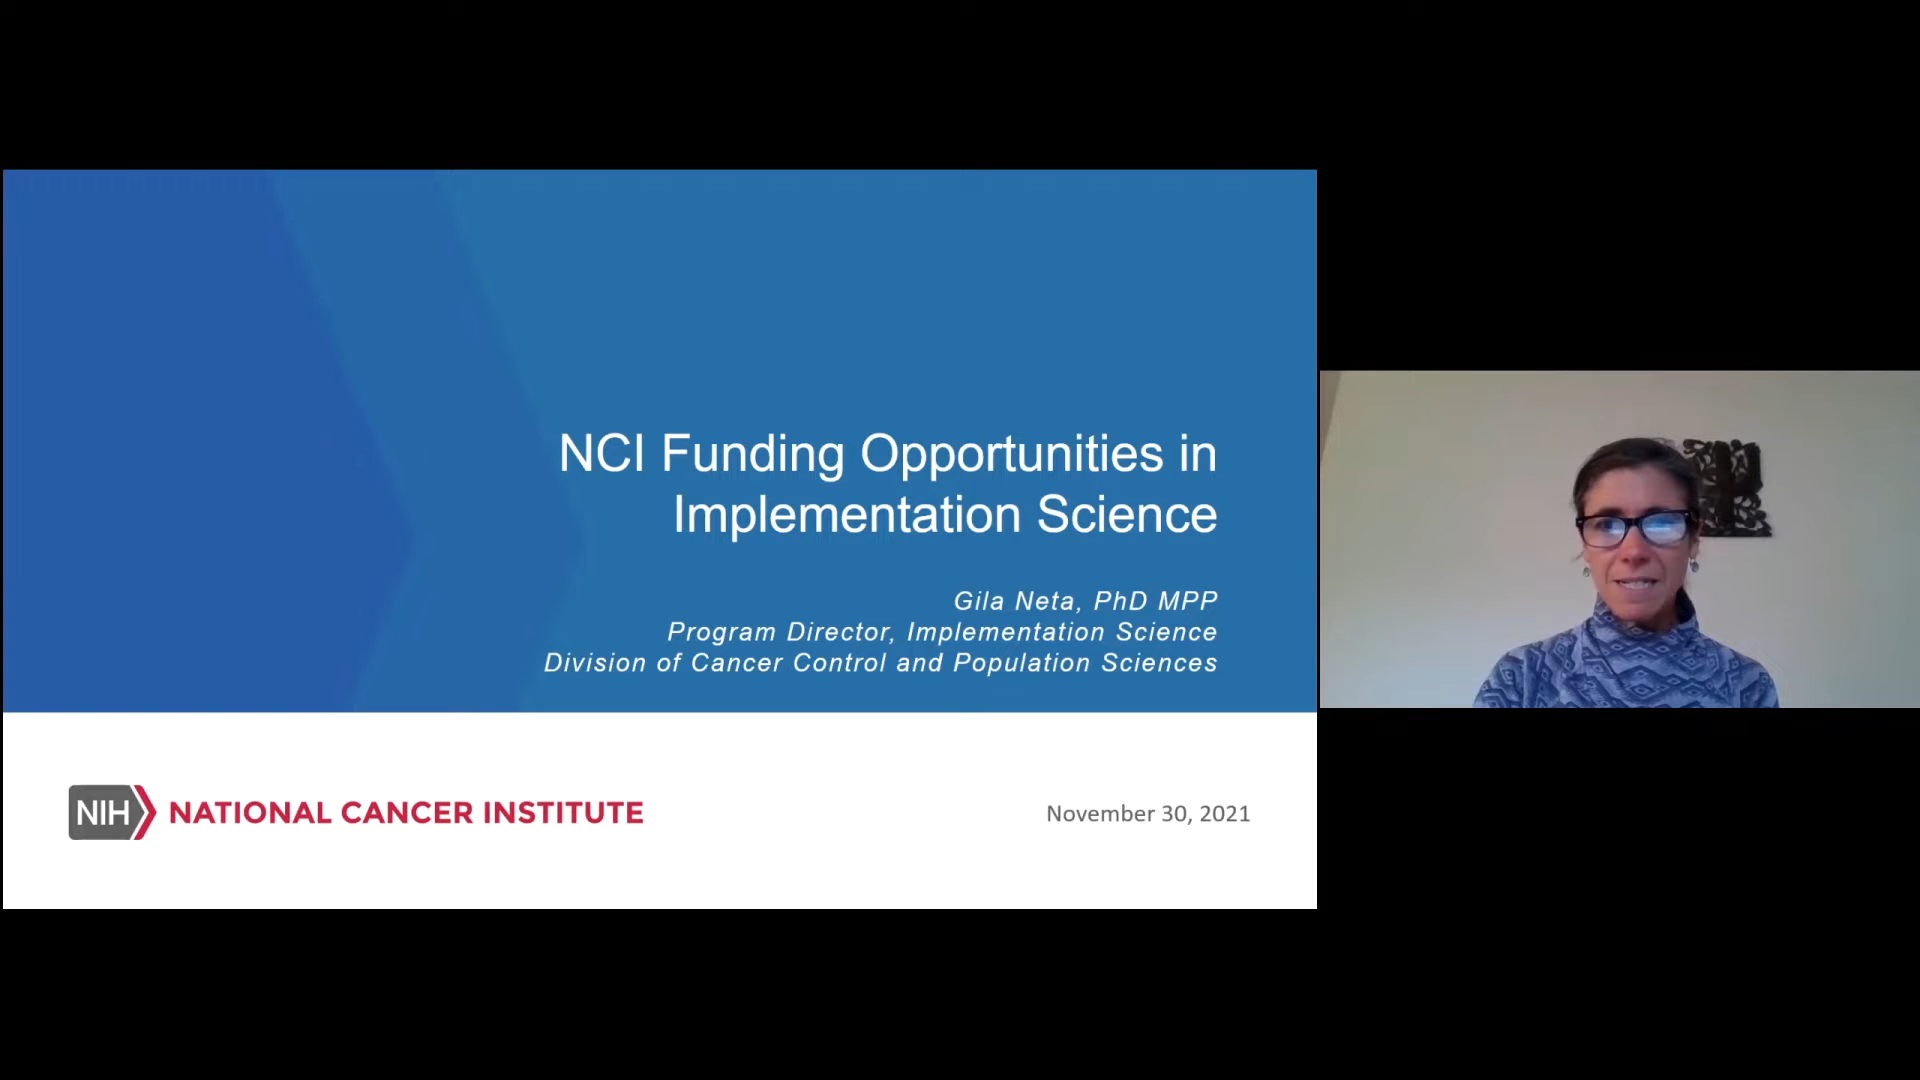 NCI Funding Opportunities in
Implementation Science
Gila Neta, PhD MPP
Program Director, Implementation Science
Division of Cancer Control and Population Sciences
NIH NATIONAL CANCER INSTITUTE
November 30, 2021